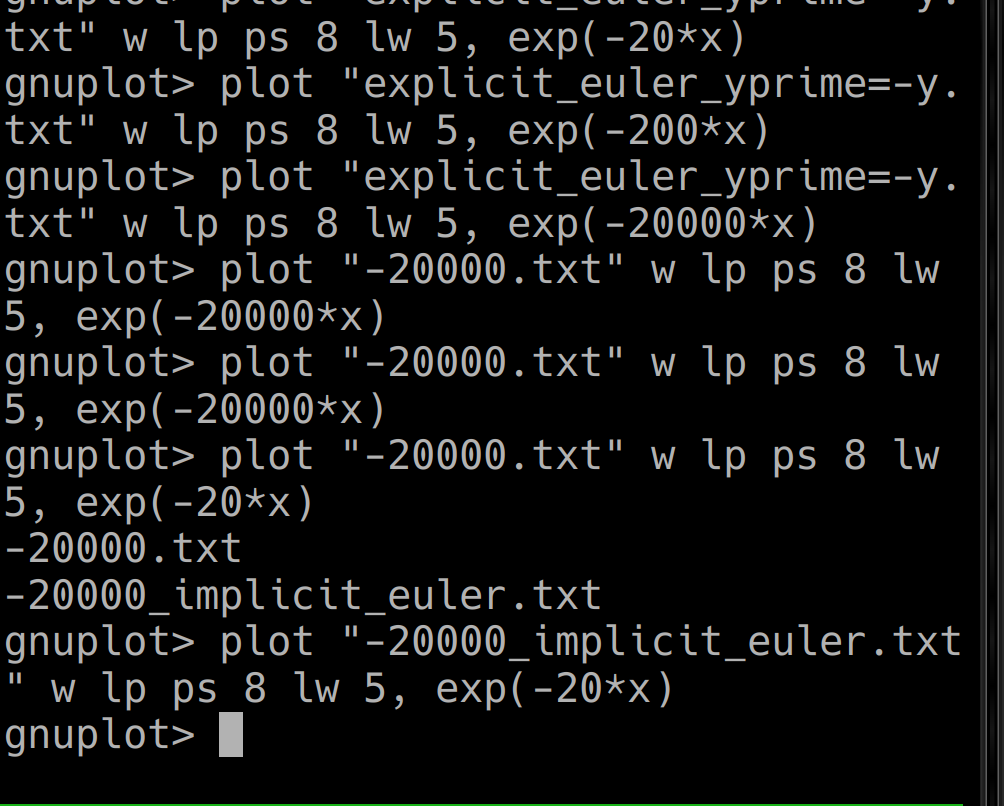 gnuplot> plot "explicit_euler_yprime=-y.
txt" w lp ps 8 lw 5, exp(-20*x)
gnuplot> plot "explicit_euler_yprime=-y.
txt" w lp ps 8 lw 5, exp(-200*x)
gnuplot> plot "explicit_euler_yprime=-y.
txt" w lp ps 8 lw 5, exp(-20000*x)
gnuplot> plot "-20000.txt" w lp ps 8 lw
5, exp(-20000*x)
gnuplot> plot "-20000.txt" w lp ps 8 lw
5, exp(-20000*x)
gnuplot> plot "-20000.txt" w lp ps 8 lw
5, exp(-20*x)
-20000.txt
-20000_implicit_euler.txt
gnuplot> plot "-20000_implicit_euler.txt
" w lp ps 8 lw 5, exp(-20*x)
gnuplot>